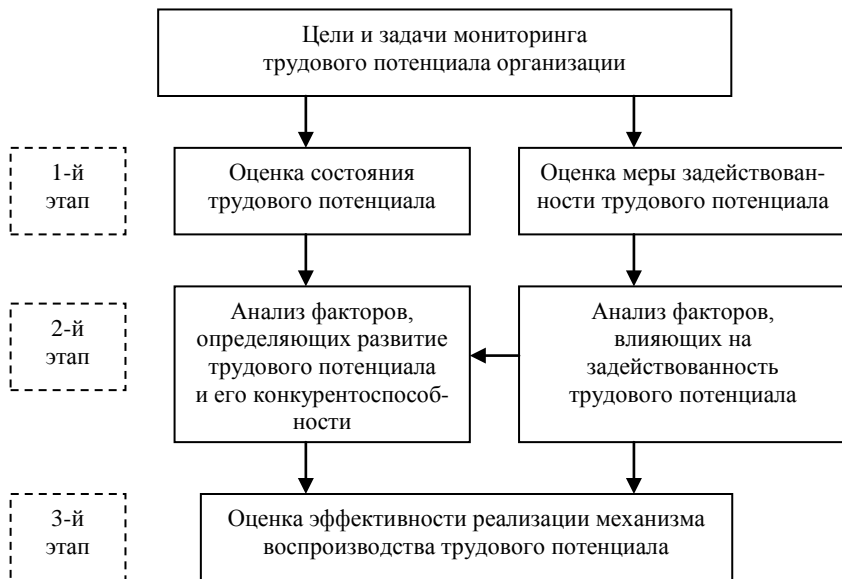 Цели и задачи мониторинга
трудового потенциала организации
1-й
этап
Оценка состояния
трудового потенциала
Оценка меры задействован-
ности трудового потенциала
2-й
этап
Анализ факторов,
определяющих развитие
трудового потенциала
и его конкурентоспособ-
ности
Анализ факторов,
влияющих на
задействованность
трудового потенциала
3-й
этап
Оценка эффективности реализации механизма
воспроизводства трудового потенциала